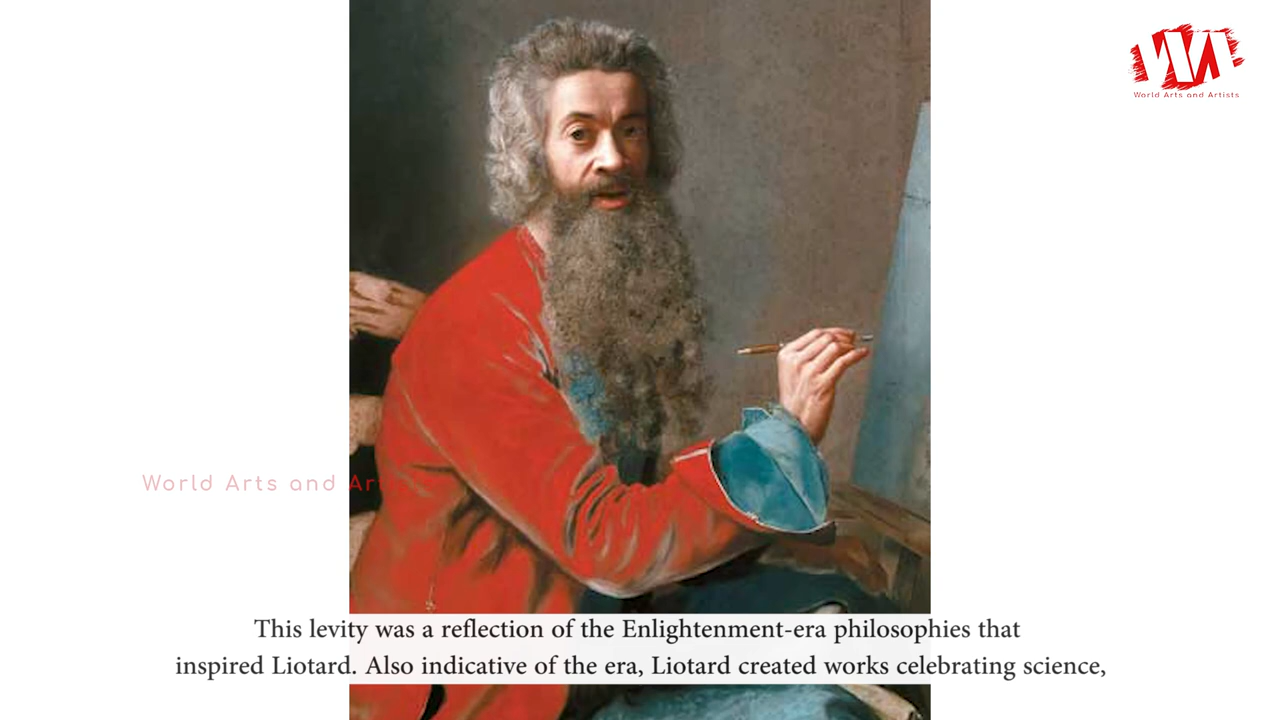 World Arts and Artists
World Arts and Ar
This levity was a reflection of the Enlightenment-era philosophies that
inspired Liotard. Also indicative of the era, Liotard created works celebrating science,